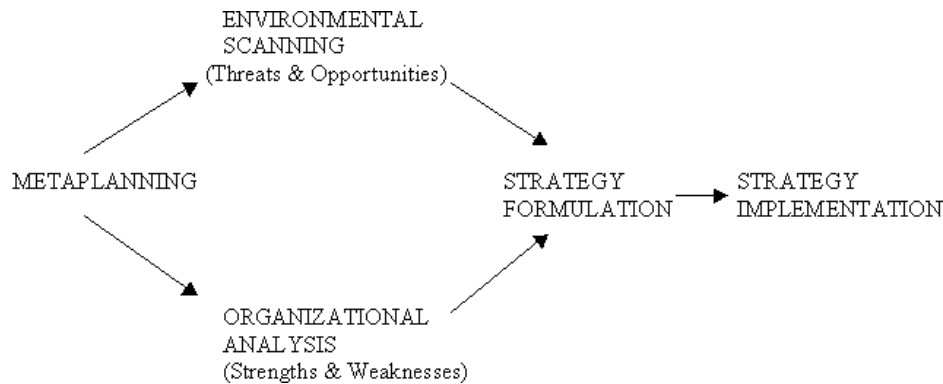 ENVIRONMENTAL
SCANNING
(Threats & Opportunities)
METAPLANNING
STRATEGY
FORMULATION
STRATEGY
IMPLEMENTATION
ORGANIZATIONAL
ANALYSIS
(Strengths & Weaknesses)